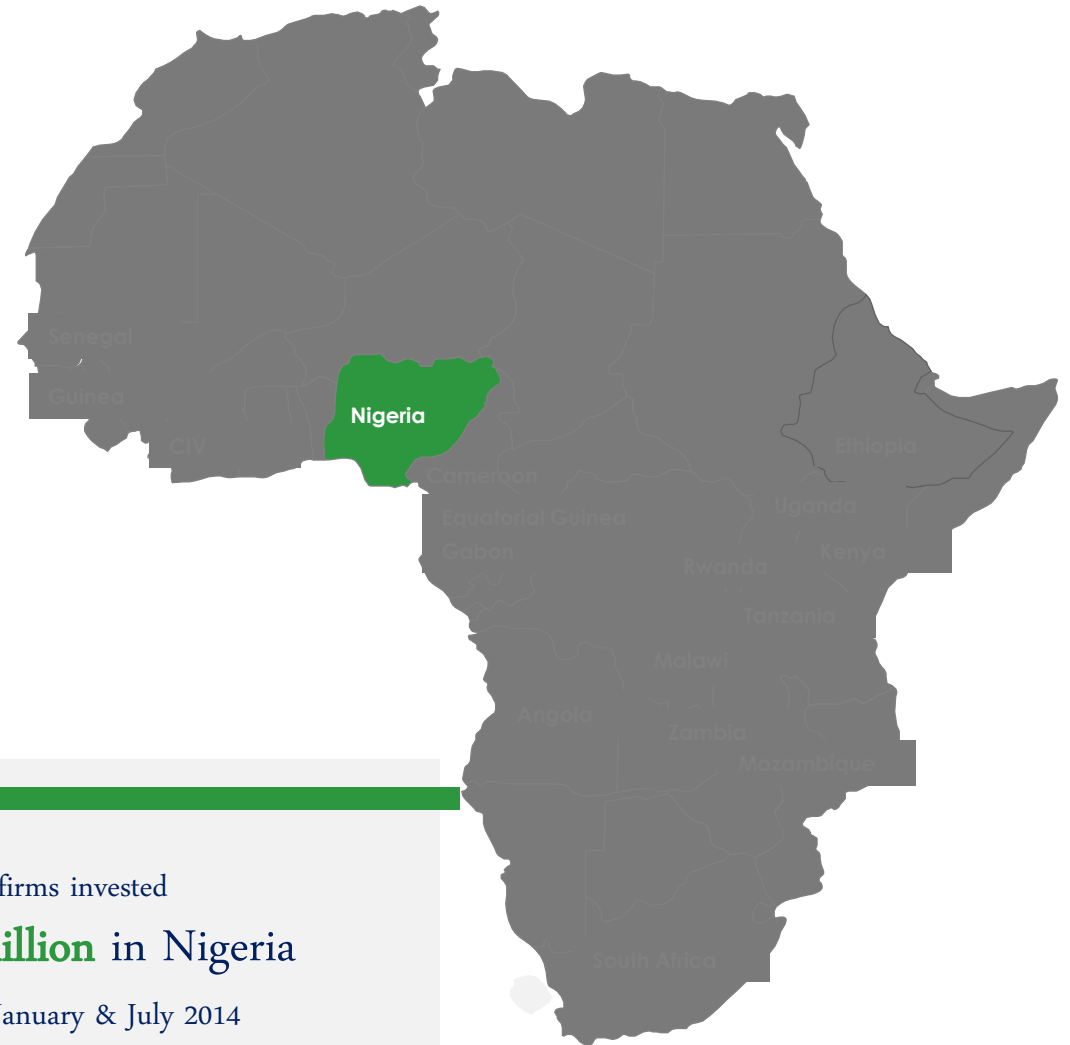 Senegal
Guinea
CIV
Nigeria
Cameroon
Equatorial Guinea
Gabon
Ethiopia
Uganda
Kenya
Rwanda
Tanzania
Malawi
Angola
Zambia
Mozambique
South Africa
firms invested
illion in Nigeria
January & July 2014